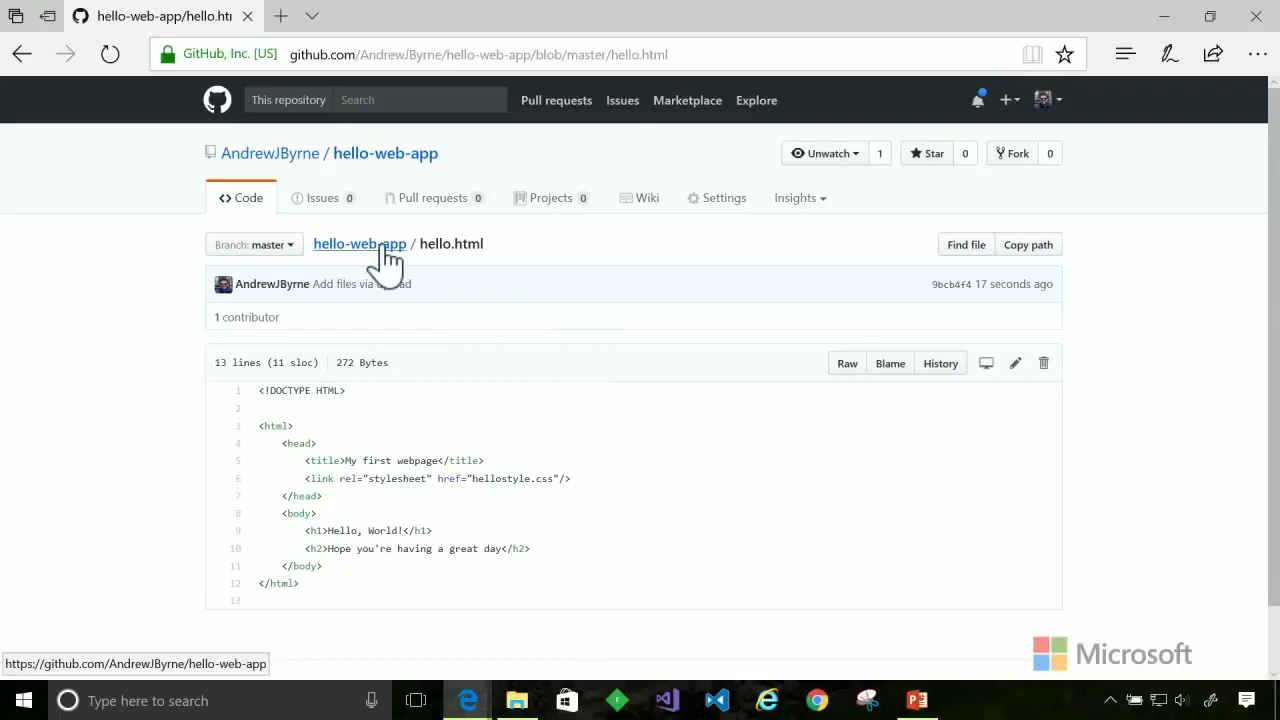 hello-web-app/hello.htr
GitHub, Inc. [US] github.com/AndrewJByrne/hello-web-app/blob/master/hello.html
This repository Search Pull requests Issues Marketplace Explore
AndrewJByrne / hello-web-app Unwatch 1 Star 0 Fork 0
Code Issues 0 Pull requests 0 Projects 0 Wiki Settings Insights
Branch: master hello-web-app / hello.html Find file Copy path
AndrewJByrne Add files via upload 9bcb4f4 17 seconds ago
1 contributor
13 lines (11 sloc) 272 Bytes Raw Blame History
1 <!DOCTYPE HTML>
2
3 <html>
4 <head>
5 <title>My first webpage</title>
6 <link rel="stylesheet" href="hellostyle.css"/>
7 </head>
8 <body>
9 <h1>Hello, World!</h1>
10 <h2>Hope you're having a great day</h2>
11 </body>
12 </html>
13
Microsoft
https://github.com/AndrewJByrne/hello-web-app
Type here to search